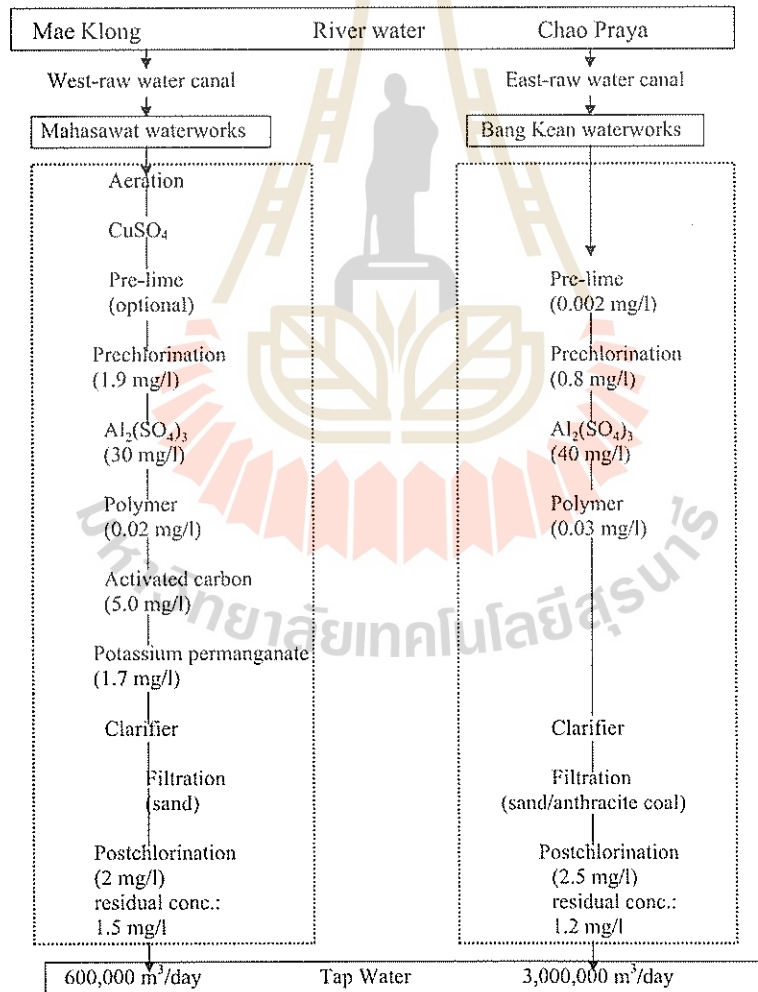 Mae Klong River water Chao Praya
West-raw water canal East-raw water canal
Mahasawat waterworks Bang Kean waterworks
Aeration
CuSO₄
Pre-lime Pre-lime
(optional) (0.002 mg/l)
Prechlorination Prechlorination
(1.9 mg/l) (0.8 mg/l)
Al₂(SO₄)₃ Al₂(SO₄)₃
(30 mg/l) (40 mg/l)
Polymer Polymer
(0.02 mg/l) (0.03 mg/l)
Activated carbon
(5.0 mg/l)
มหาวิทยาลัยเทคโนโลยีสุรนารี
Potassium permanganate
(1.7 mg/l)
Clarifier Clarifier
Filtration Filtration
(sand) (sand/anthracite coal)
Postchlorination Postchlorination
(2 mg/l) (2.5 mg/l)
residual conc.: residual conc.:
1.5 mg/l 1.2 mg/l
600,000 m³/day Tap Water 3,000,000 m³/day